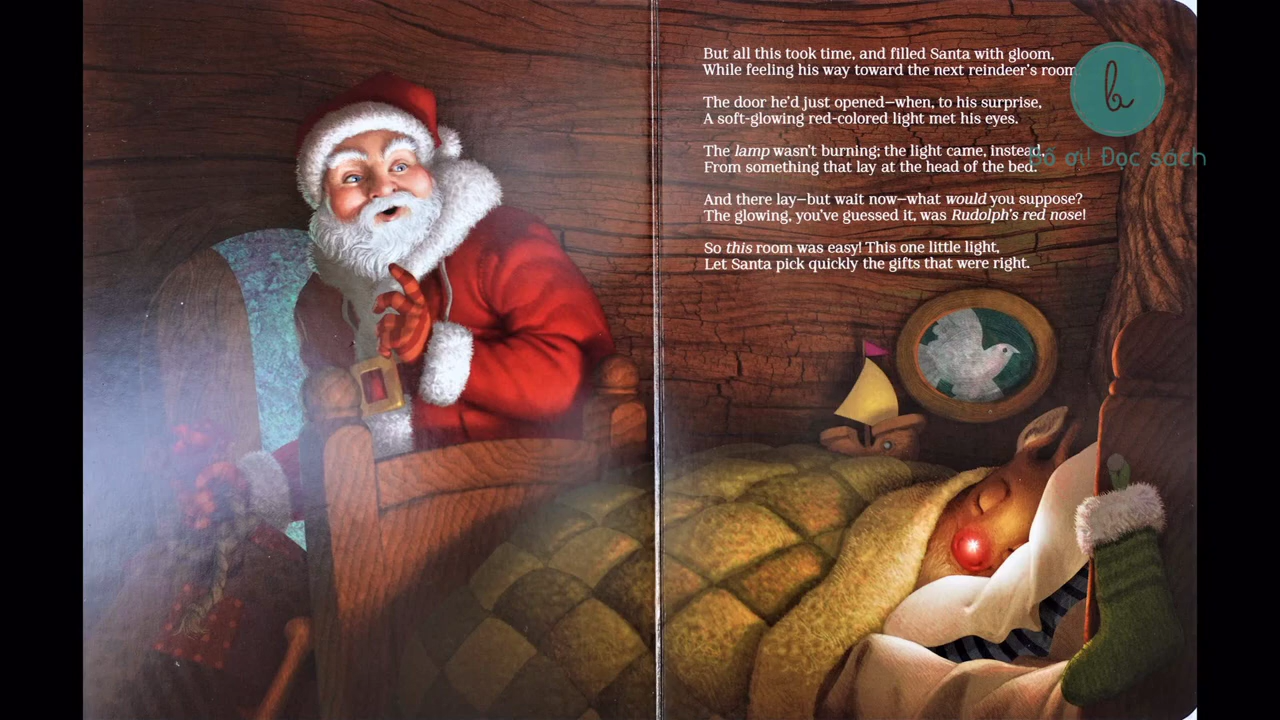 But all this took time, and filled Santa with gloom,
While feeling his way toward the next reindeer's room
The door he'd just opened—when, to his surprise,
A soft-glowing red-colored light met his eyes.
The lamp wasn't burning; the light came, instead,
From something that lay at the head of the bed.
And there lay—but wait now—what would you suppose?
The glowing, you've guessed it, was Rudolph's red nose!
So this room was easy! This one little light,
Let Santa pick quickly the gifts that were right.
b
Bố ơi! Đọc sách